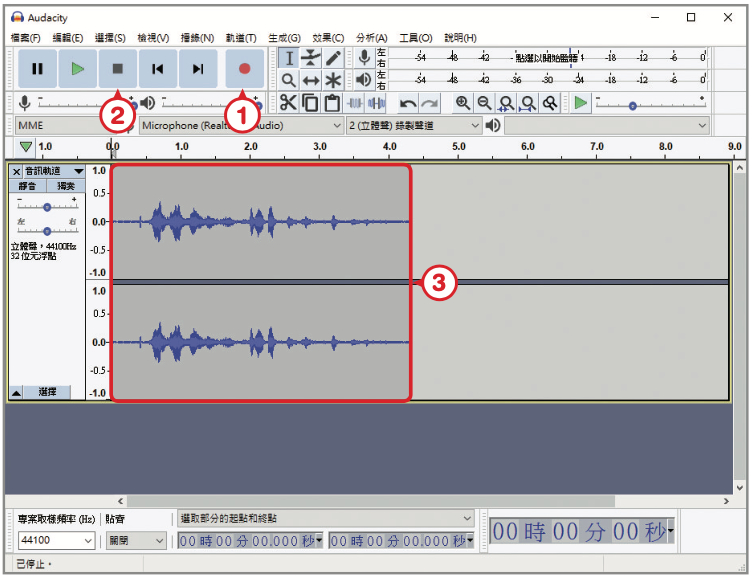 Audacity
檔案(F) 編輯(E) 選擇(S) 檢視(V) 播錄(N) 軌道(T) 生成(G) 效果(C) 分析(A) 工具(O) 說明(H)
左 右 -54 -48 -42 - 點選以開始監聽 -18 -12 -6 0
左 右 -54 -48 -42 -36 -30 -24 -18 -12 -6 0
② ①
MME Microphone (Realt Audio) 2 (立體聲) 錄製聲道
1.0 0.0 1.0 2.0 3.0 4.0 5.0 6.0 7.0 8.0 9.0
× 音訊軌道 1.0
靜音 獨奏 0.5
- + 0.0
左 右 -0.5
立體聲,44100Hz -1.0
32 位元浮點
③
1.0
0.5
0.0
-0.5
選擇 -1.0
專案取樣頻率 (Hz) 貼齊 選取部分的起點和終點
44100 關閉 00 時 00 分 00.000 秒 00 時 00 分 00.000 秒 00 時 00 分 00 秒
已停止。